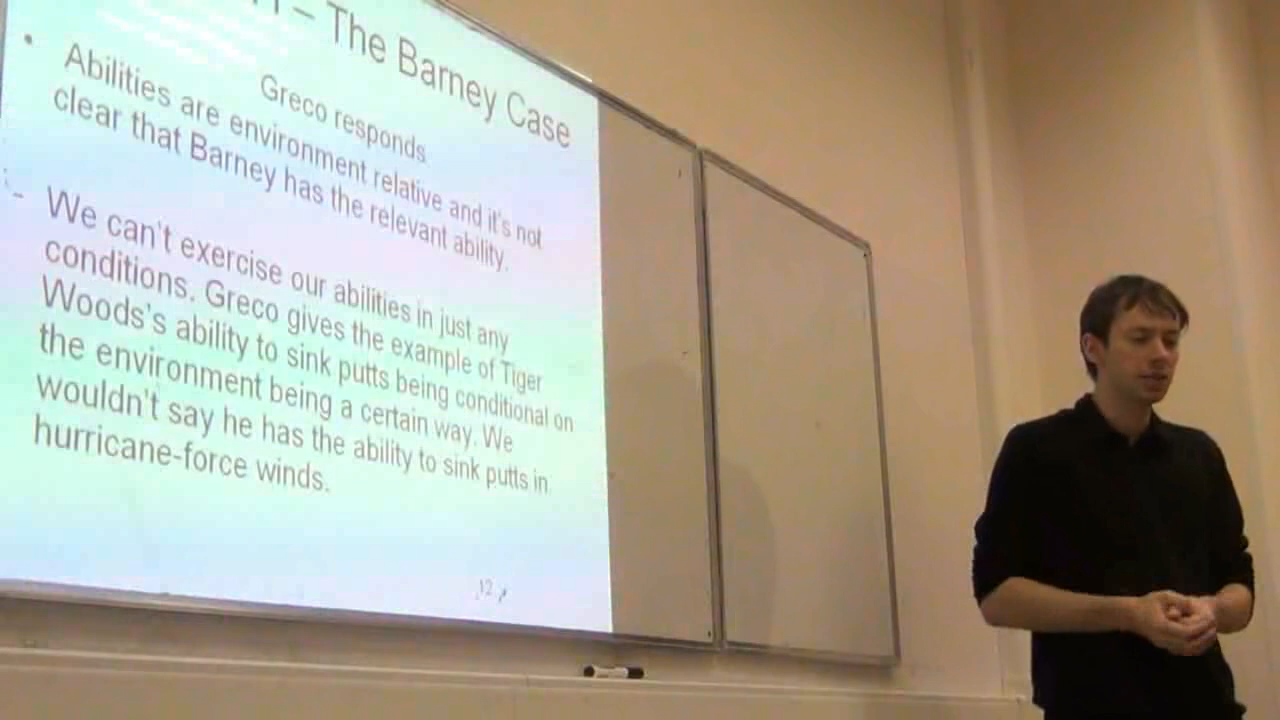 – The Barney Case
Greco responds
• Abilities are environment relative and it's not
clear that Barney has the relevant ability.
– We can't exercise our abilities in just any
conditions. Greco gives the example of Tiger
Woods's ability to sink putts being conditional on
the environment being a certain way. We
wouldn't say he has the ability to sink putts in
hurricane-force winds.
12